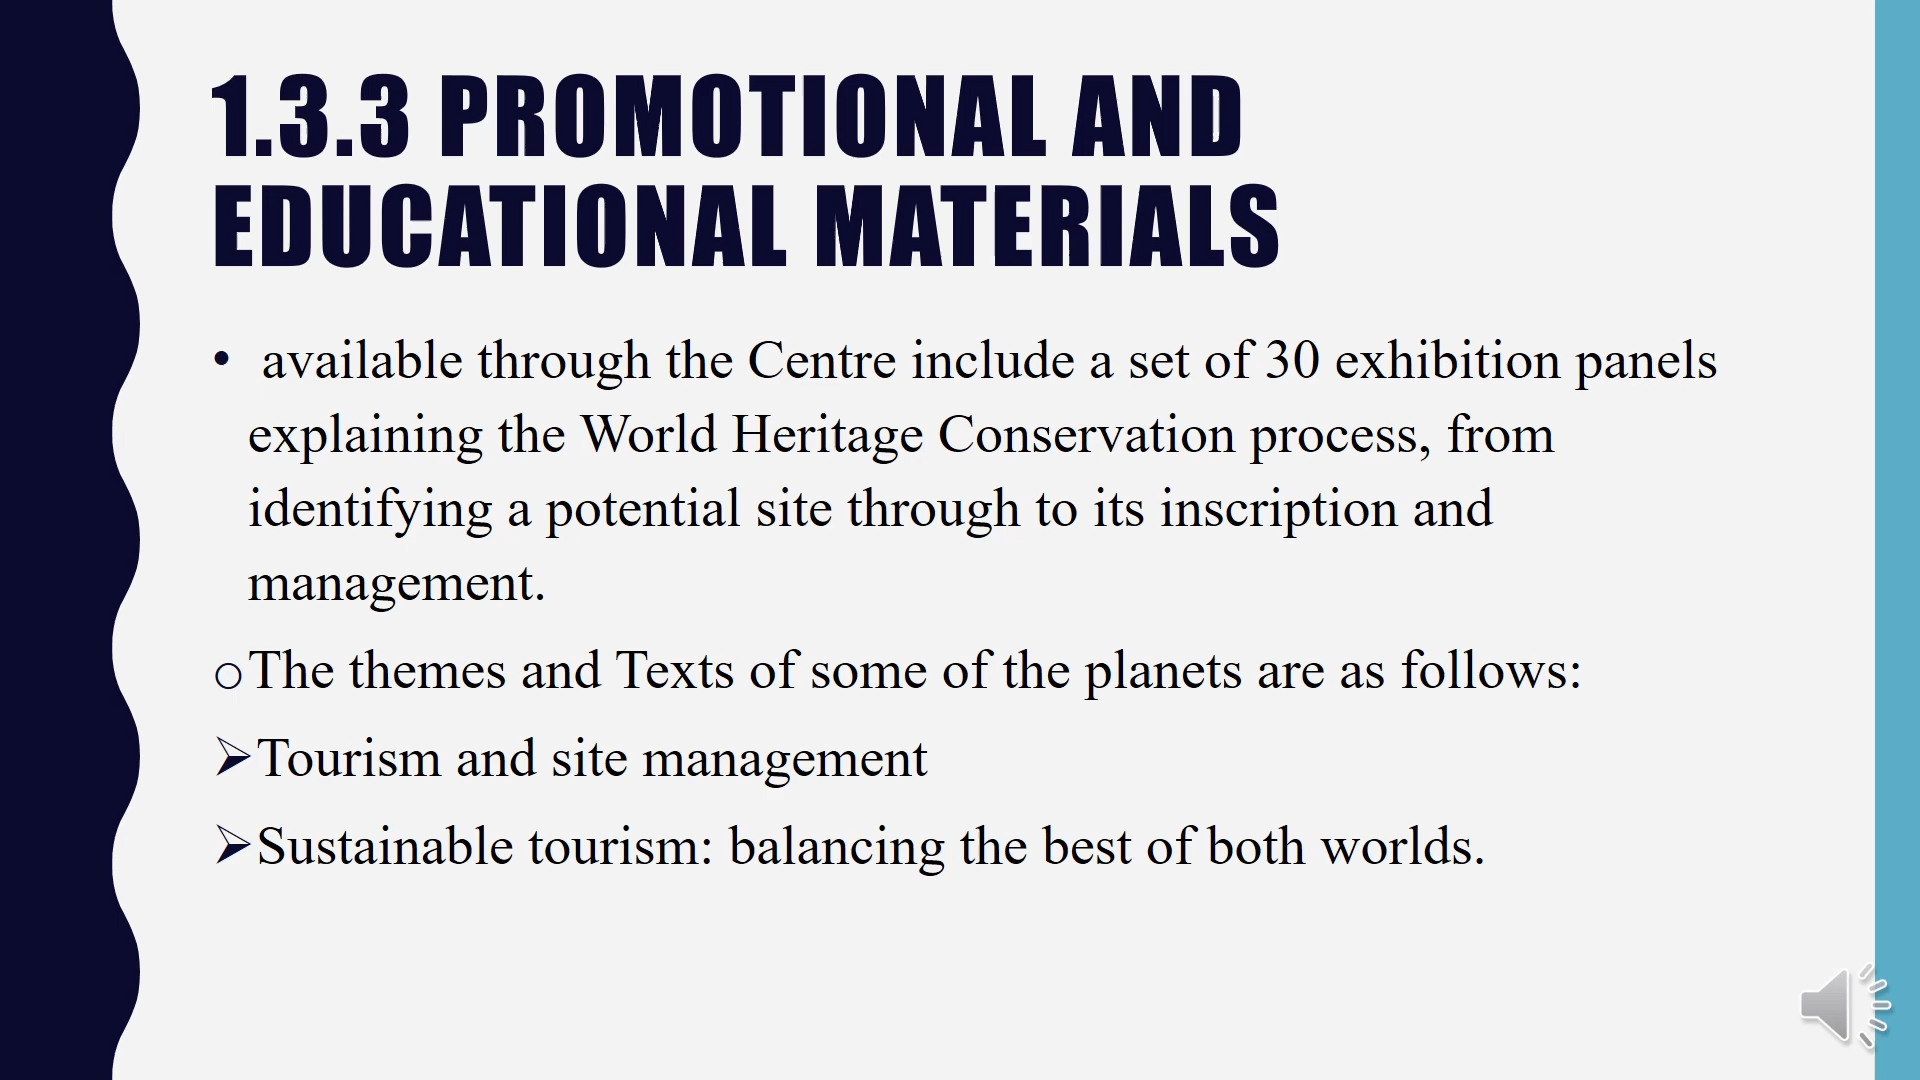 1.3.3 PROMOTIONAL AND
EDUCATIONAL MATERIALS
• available through the Centre include a set of 30 exhibition panels
explaining the World Heritage Conservation process, from
identifying a potential site through to its inscription and
management.
○The themes and Texts of some of the planets are as follows:
➢Tourism and site management
➢Sustainable tourism: balancing the best of both worlds.